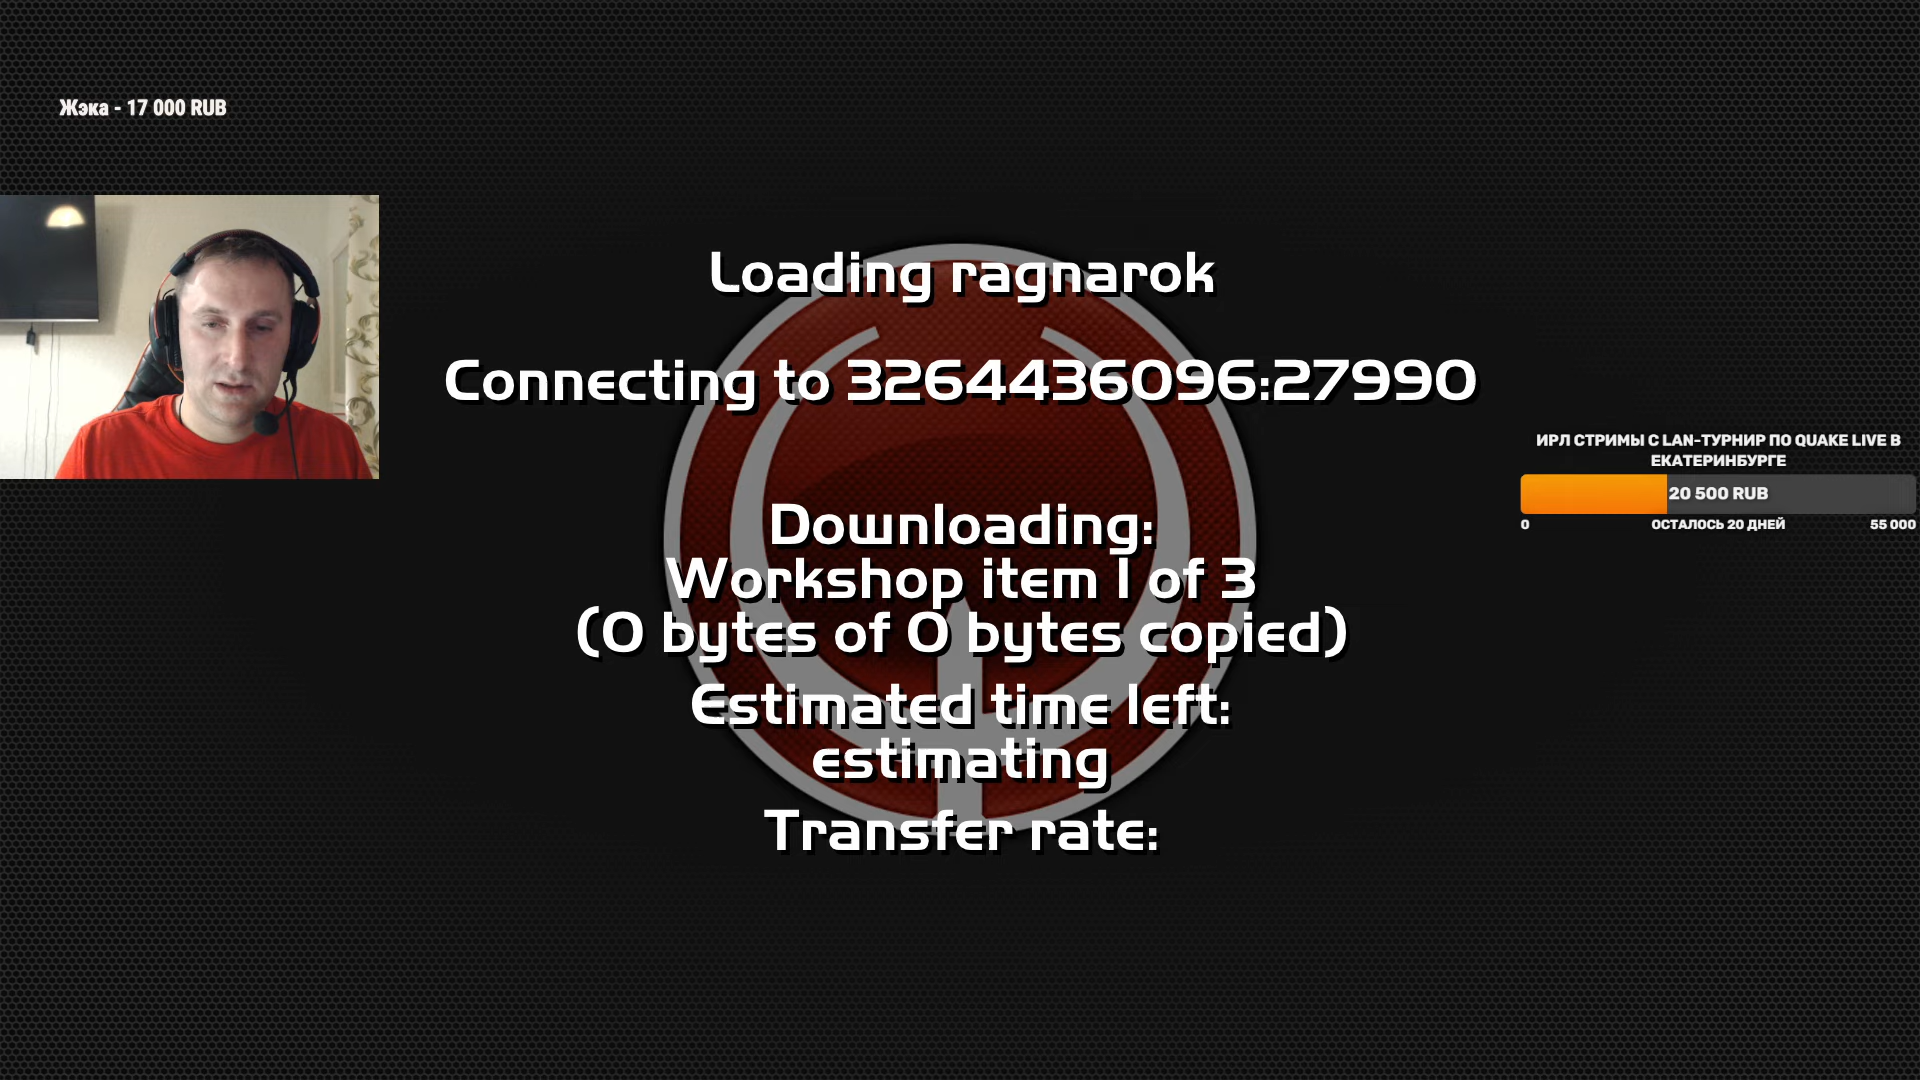 Жэка - 17 000 RUB
Loading ragnarok
Connecting to 3264436096:27990
ИРЛ СТРИМЫ С LAN-ТУРНИР ПО QUAKE LIVE В
ЕКАТЕРИНБУРГЕ
20 500 RUB
0 ОСТАЛОСЬ 20 ДНЕЙ 55 000
Downloading:
Workshop item 1 of 3
(0 bytes of 0 bytes copied)
Estimated time left:
estimating
Transfer rate: